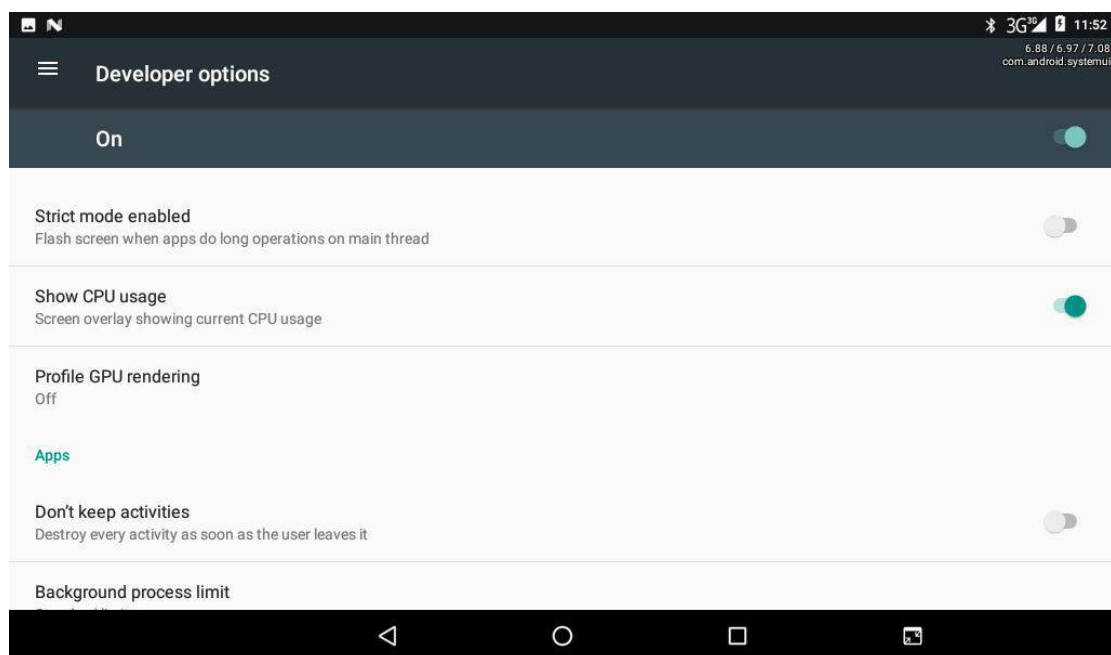 3G 3G 11:52
6.88 / 6.97 / 7.08
com.android.systemui
Developer options
On
Strict mode enabled
Flash screen when apps do long operations on main thread
Show CPU usage
Screen overlay showing current CPU usage
Profile GPU rendering
Off
Apps
Don't keep activities
Destroy every activity as soon as the user leaves it
Background process limit